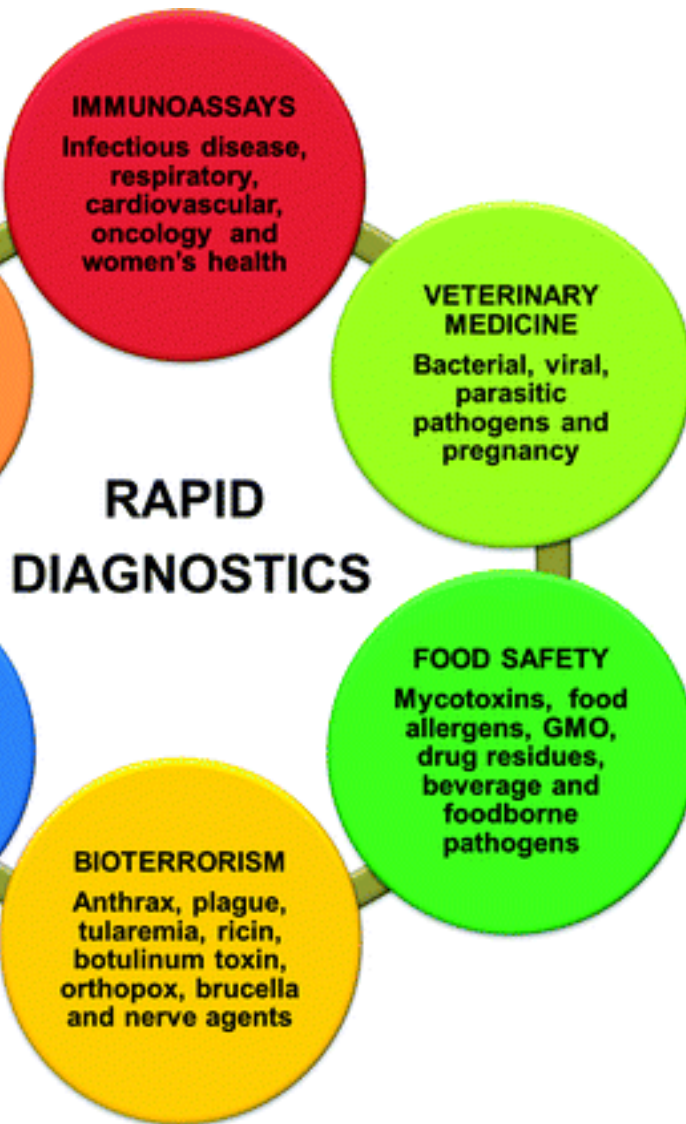 IMMUNOASSAYS
Infectious disease,
respiratory,
cardiovascular,
oncology and
women's health
VETERINARY
MEDICINE
Bacterial, viral,
parasitic
pathogens and
pregnancy
RAPID
DIAGNOSTICS
FOOD SAFETY
Mycotoxins, food
allergens, GMO,
drug residues,
beverage and
foodborne
pathogens
BIOTERRORISM
Anthrax, plague,
tularemia, ricin,
botulinum toxin,
orthopox, brucella
and nerve agents